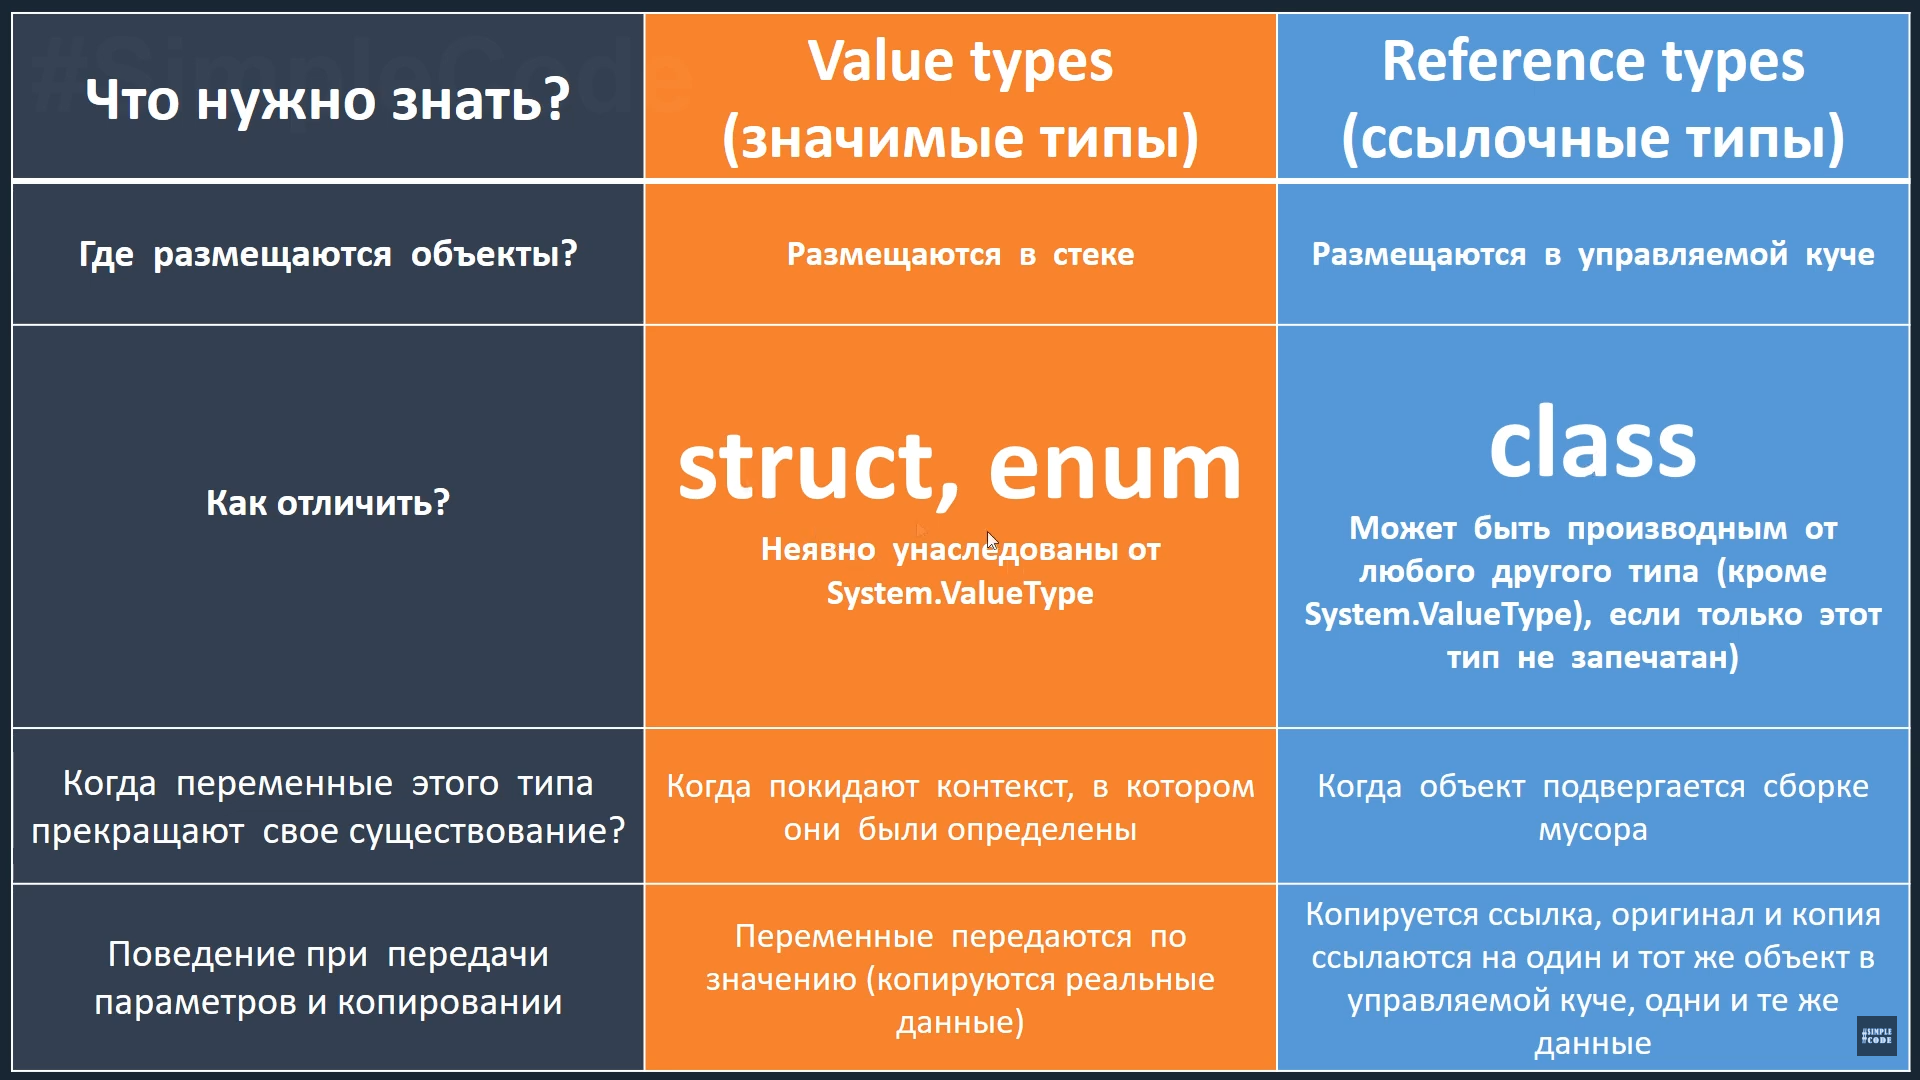 #SimpleCode
Что нужно знать?
Value types
(значимые типы)
Reference types
(ссылочные типы)
Где размещаются объекты?
Размещаются в стеке
Размещаются в управляемой куче
Как отличить?
struct, enum
Неявно унаследованы от
System.ValueType
class
Может быть производным от
любого другого типа (кроме
System.ValueType), если только этот
тип не запечатан)
Когда переменные этого типа
прекращают свое существование?
Когда покидают контекст, в котором
они были определены
Когда объект подвергается сборке
мусора
Поведение при передачи
параметров и копировании
Переменные передаются по
значению (копируются реальные
данные)
Копируется ссылка, оригинал и копия
ссылаются на один и тот же объект в
управляемой куче, одни и те же
данные
#SIMPLE
#CODE